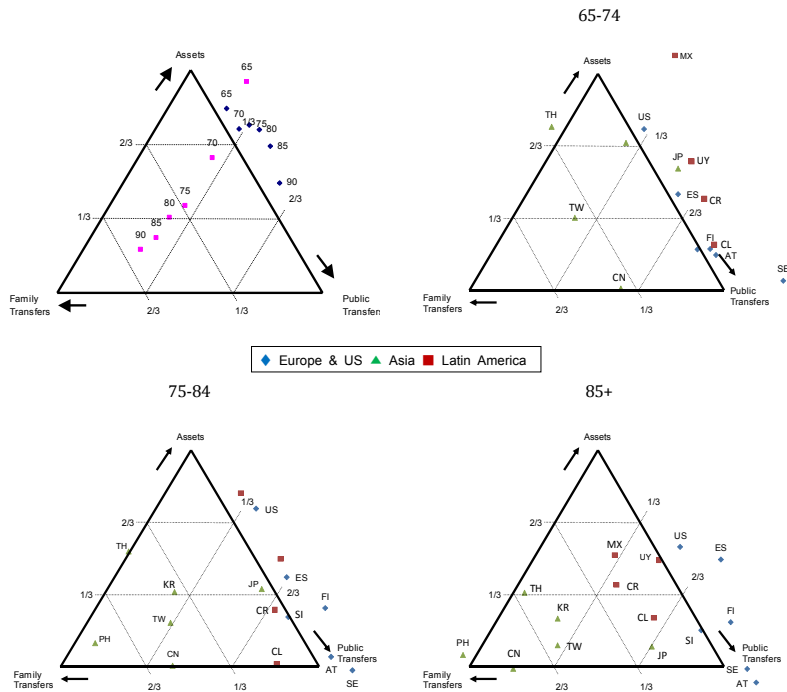 65-74
Assets
65
65
70
1/3
75
80
85
70
2/3
90
2/3
75
80
1/3
85
90
Family
Transfers
Public
Transfers
2/3
1/3
Assets
MX
TH
US
1/3
2/3
JP
UY
ES
CR
TW
1/3
2/3
FI
CL
AT
SE
CN
Family
Transfers
Public
Transfers
2/3
1/3
Europe & US Asia Latin America
75-84
Assets
1/3
US
2/3
TH
ES
KR
JP
2/3
1/3
FI
CR
SI
TW
PH
CN
CL
Public
Transfers
AT
SE
Family
Transfers
2/3
1/3
85+
Assets
1/3
2/3
US
ES
MX
UY
2/3
TH
CR
1/3
KR
CL
FI
SI
PH
TW
CN
JP
Public
Transfers
SE
AT
Family
Transfers
2/3
1/3